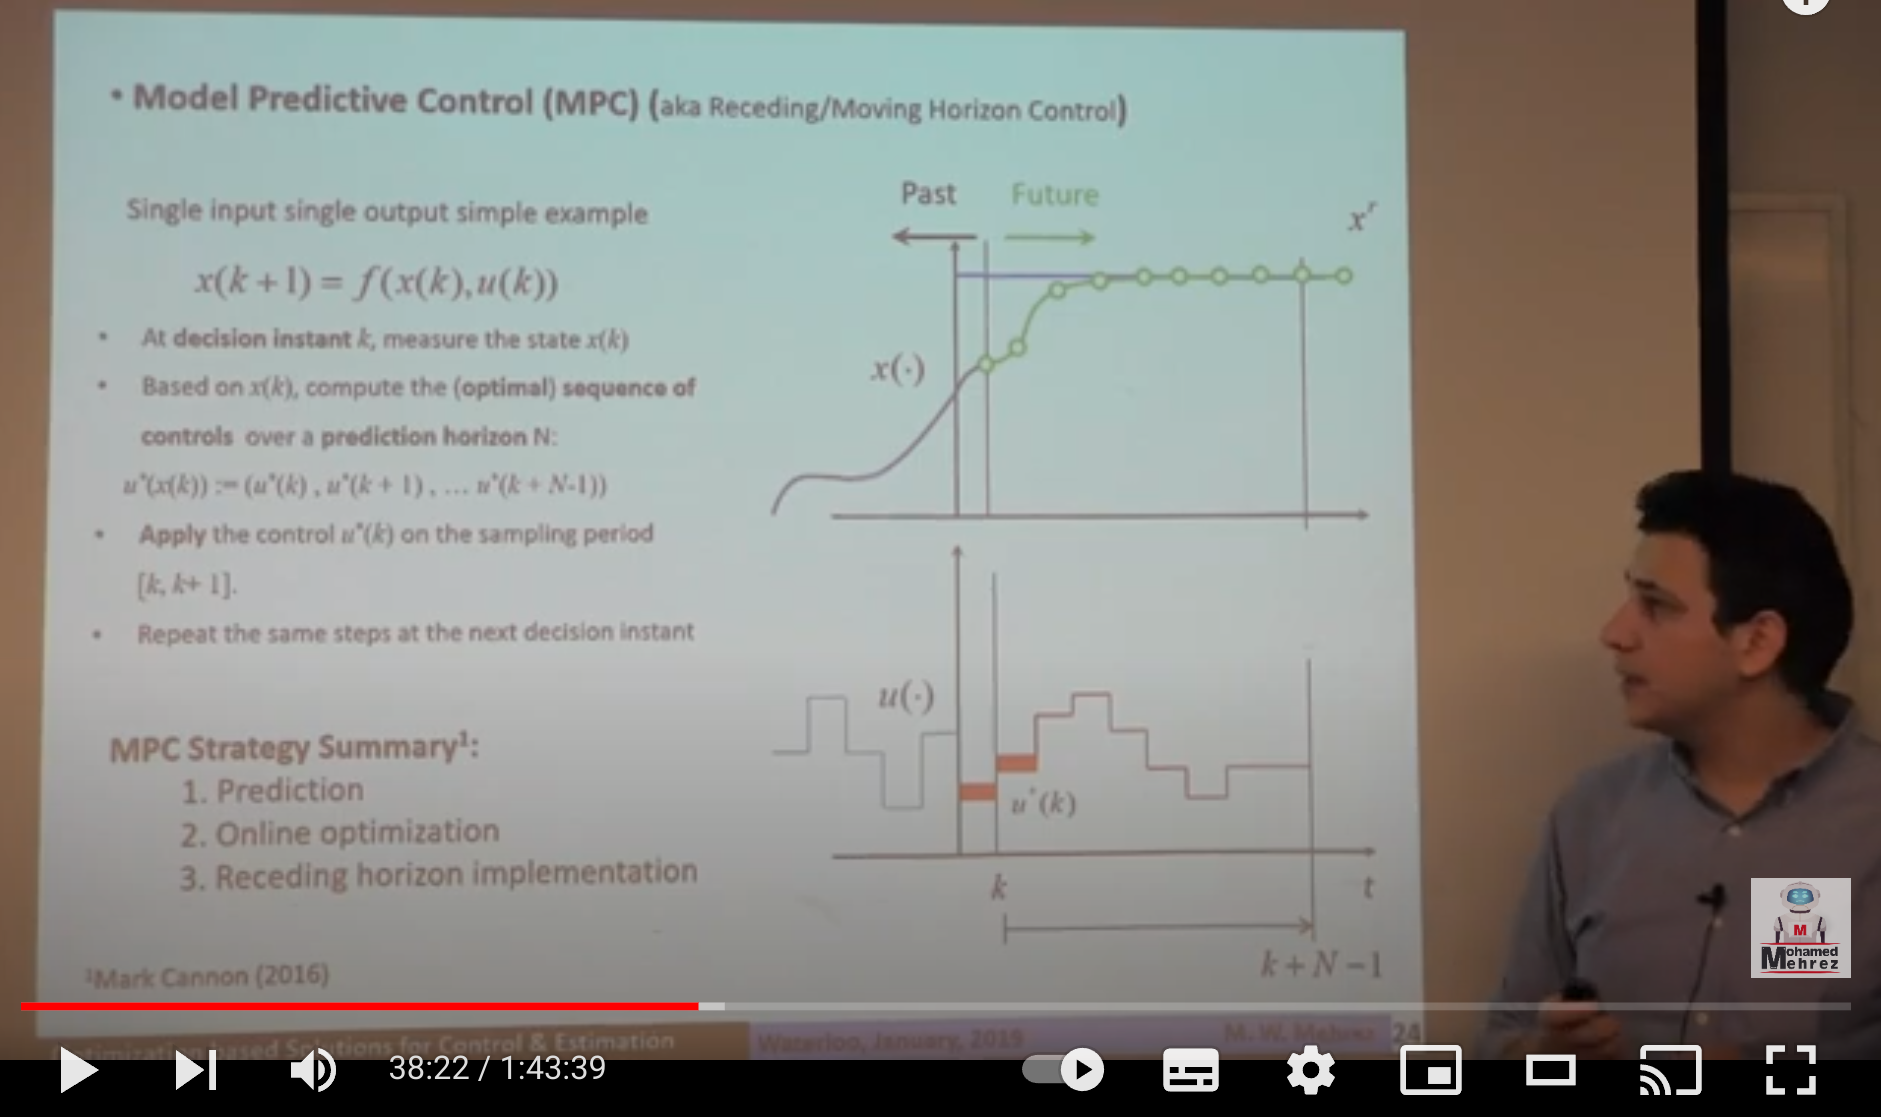 • Model Predictive Control (MPC) (aka Receding/Moving Horizon Control)
Single input single output simple example
x(k + 1) = f(x(k), u(k))
• At decision instant k, measure the state x(k)
• Based on x(k), compute the (optimal) sequence of
controls over a prediction horizon N:
u*(x(k)) := (u*(k) , u*(k + 1) , … u*(k + N-1))
• Apply the control u*(k) on the sampling period
[k, k+ 1].
• Repeat the same steps at the next decision instant
MPC Strategy Summary¹:
1. Prediction
2. Online optimization
3. Receding horizon implementation
¹Mark Cannon (2016)
Past Future
xʳ
x(·)
u(·)
u*(k)
k t
k + N – 1
Optimization based Solutions for Control & Estimation Waterloo, January, 2019 M. W. Mehrez 24
Mohamed
Mehrez
38:22 / 1:43:39